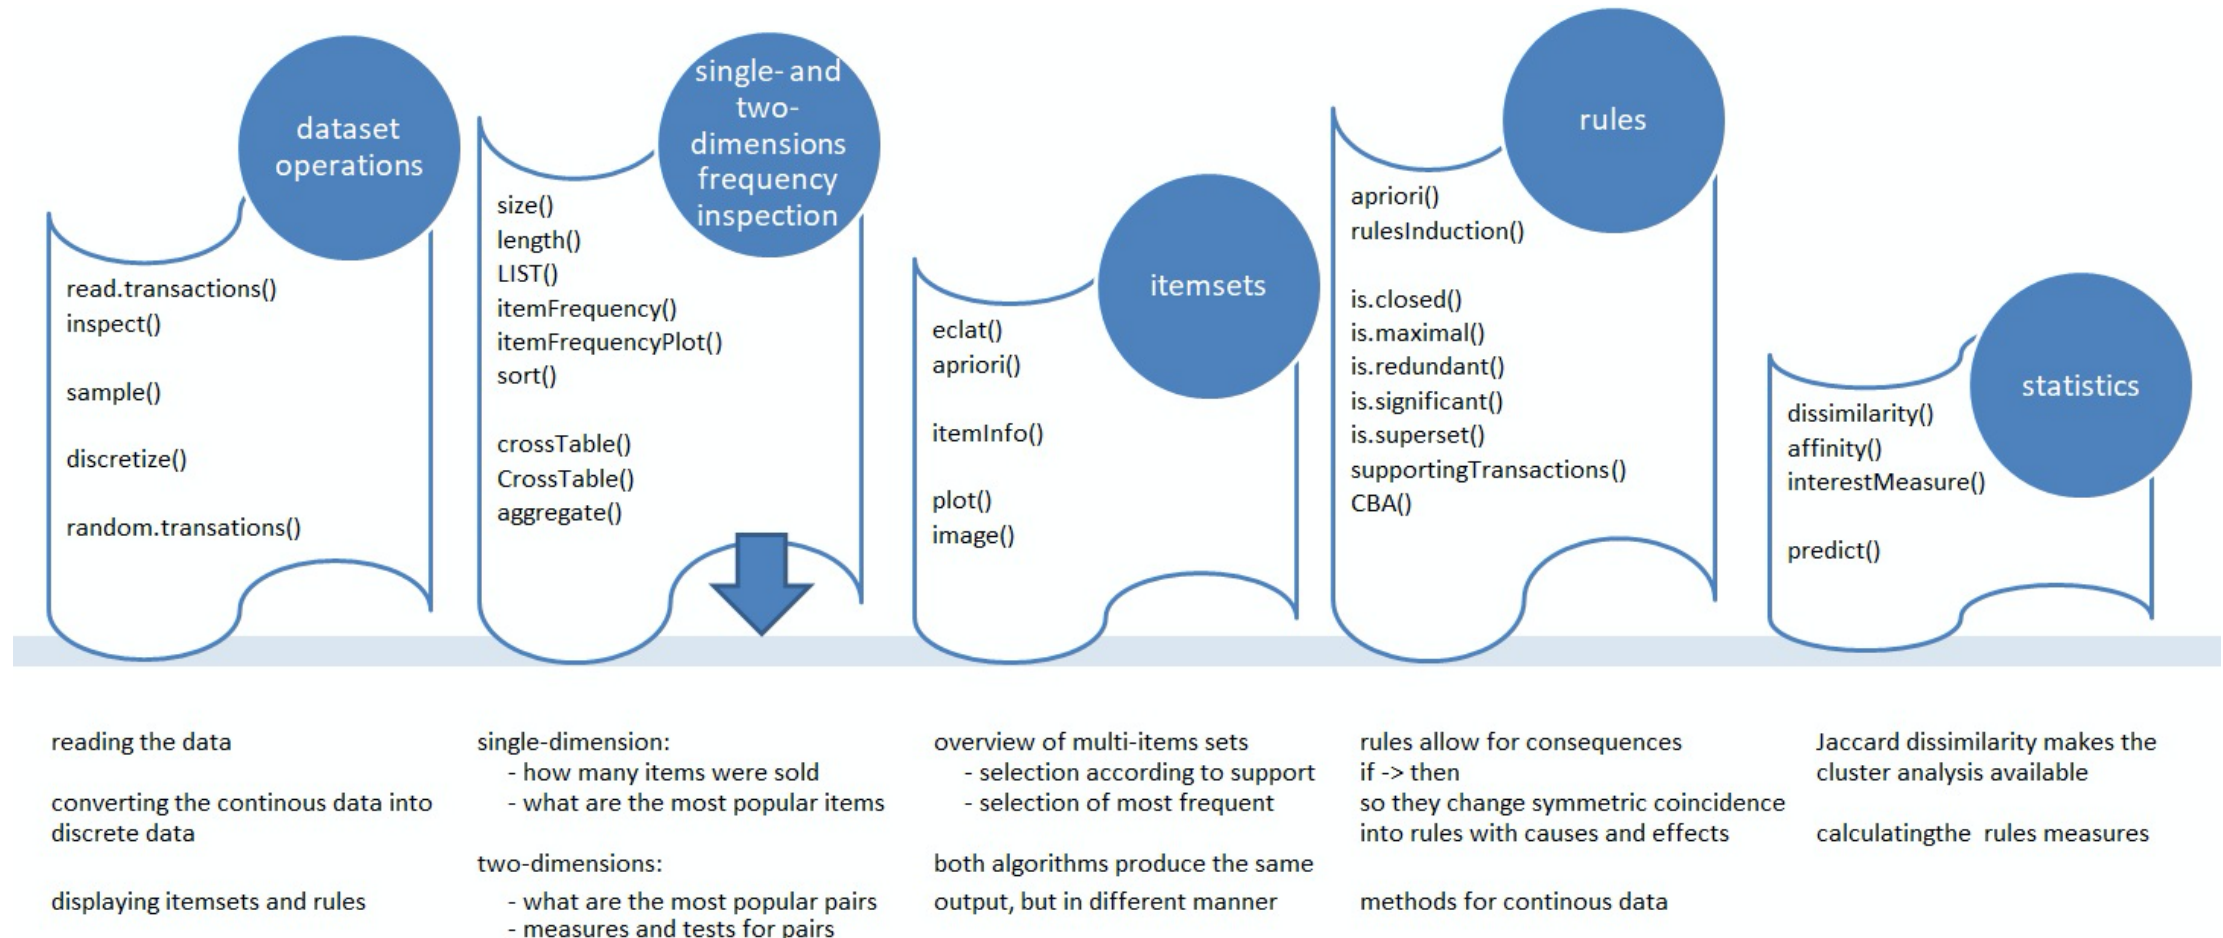 dataset
operations
read.transactions()
inspect()
sample()
discretize()
random.transations()
reading the data
converting the continous data into
discrete data
displaying itemsets and rules
single- and
two-
dimensions
frequency
inspection
size()
length()
LIST()
itemFrequency()
itemFrequencyPlot()
sort()
crossTable()
CrossTable()
aggregate()
single-dimension:
- how many items were sold
- what are the most popular items
two-dimensions:
- what are the most popular pairs
- measures and tests for pairs
itemsets
eclat()
apriori()
itemInfo()
plot()
image()
overview of multi-items sets
- selection according to support
- selection of most frequent
both algorithms produce the same
output, but in different manner
rules
apriori()
rulesInduction()
is.closed()
is.maximal()
is.redundant()
is.significant()
is.superset()
supportingTransactions()
CBA()
rules allow for consequences
if -> then
so they change symmetric coincidence
into rules with causes and effects
methods for continous data
statistics
dissimilarity()
affinity()
interestMeasure()
predict()
Jaccard dissimilarity makes the
cluster analysis available
calculatingthe  rules measures